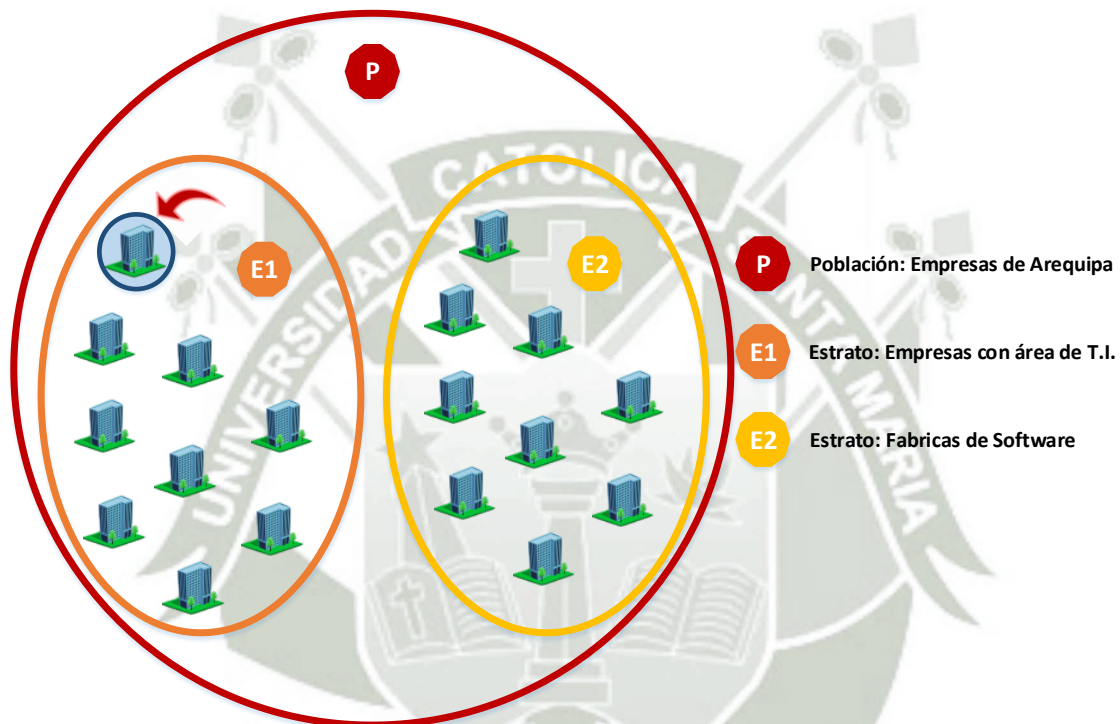 P
CATOLICA
UNIVERSIDAD
SANTA MARIA
E1
E2
P Población: Empresas de Arequipa
E1 Estrato: Empresas con área de T.I.
E2 Estrato: Fabricas de Software